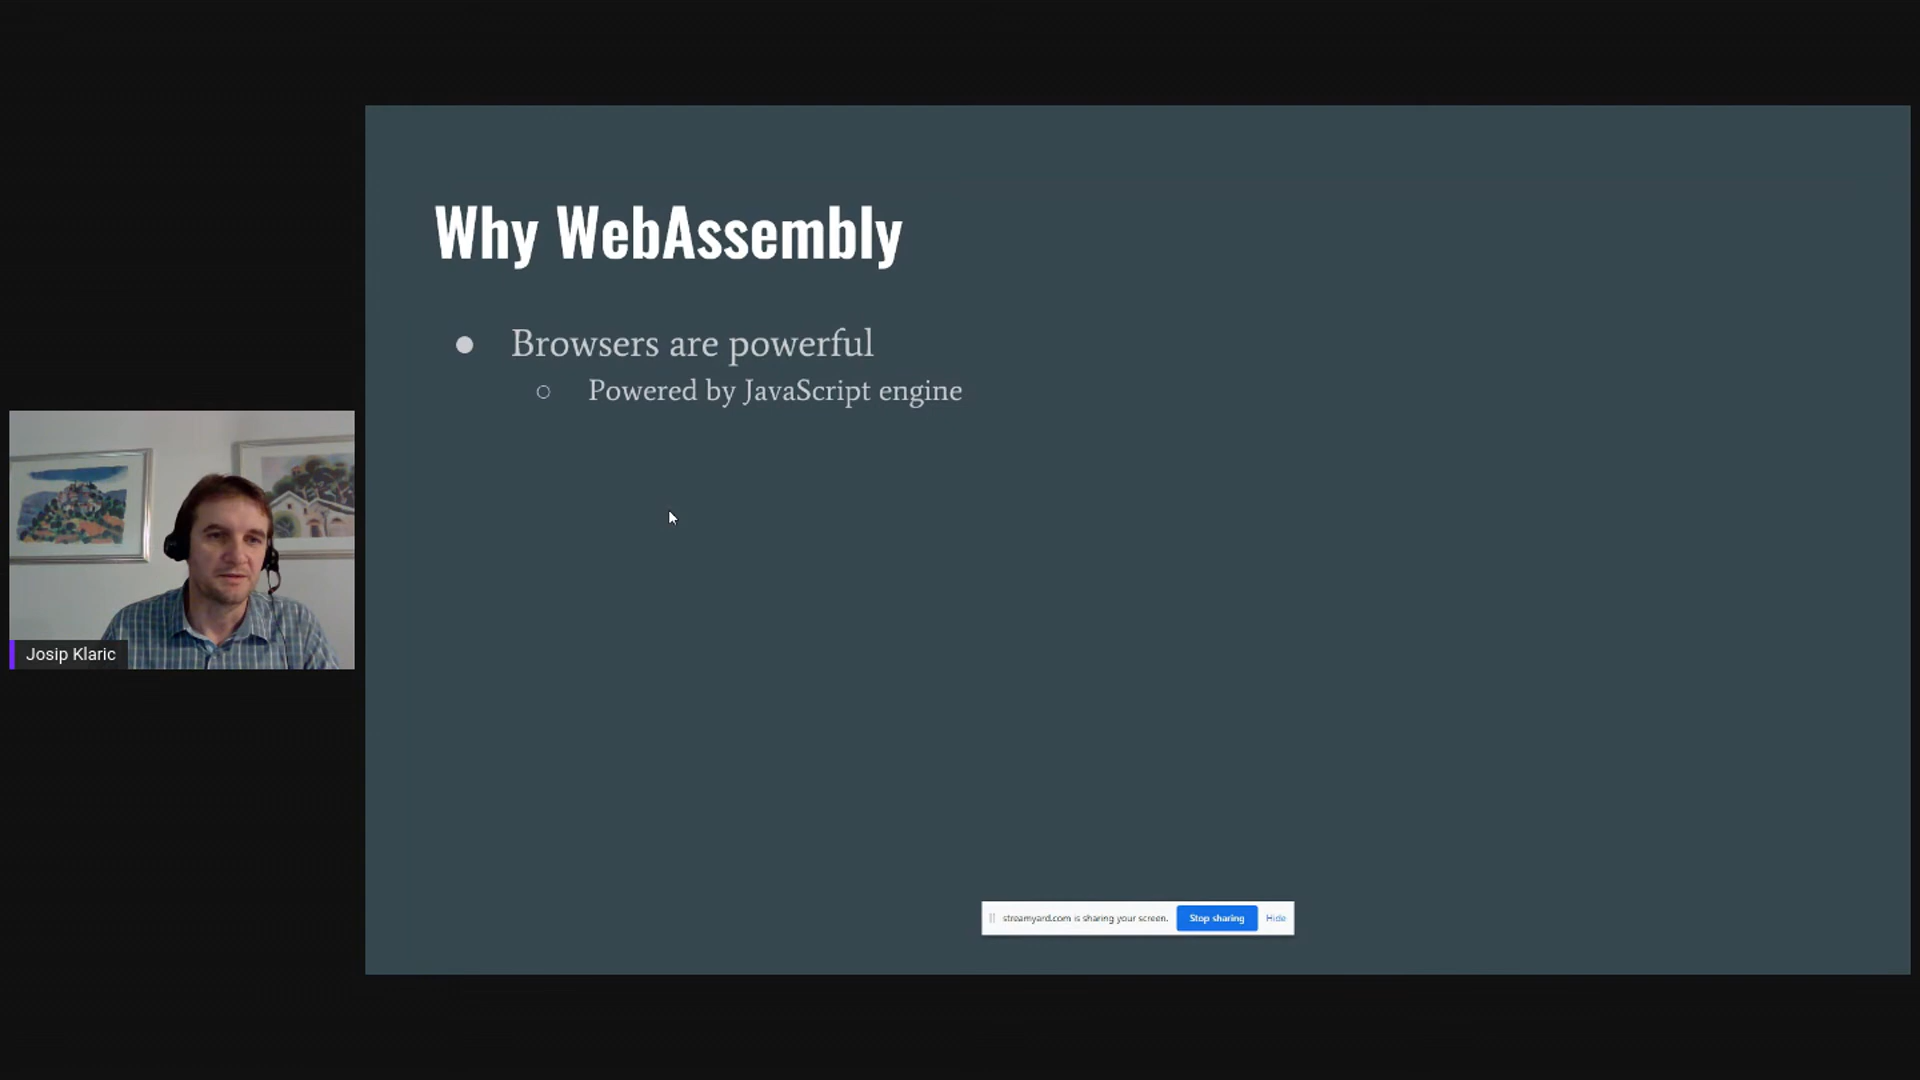 Why WebAssembly
Browsers are powerful
Powered by JavaScript engine
Josip Klaric
streamyard.com is sharing your screen. Stop sharing Hide